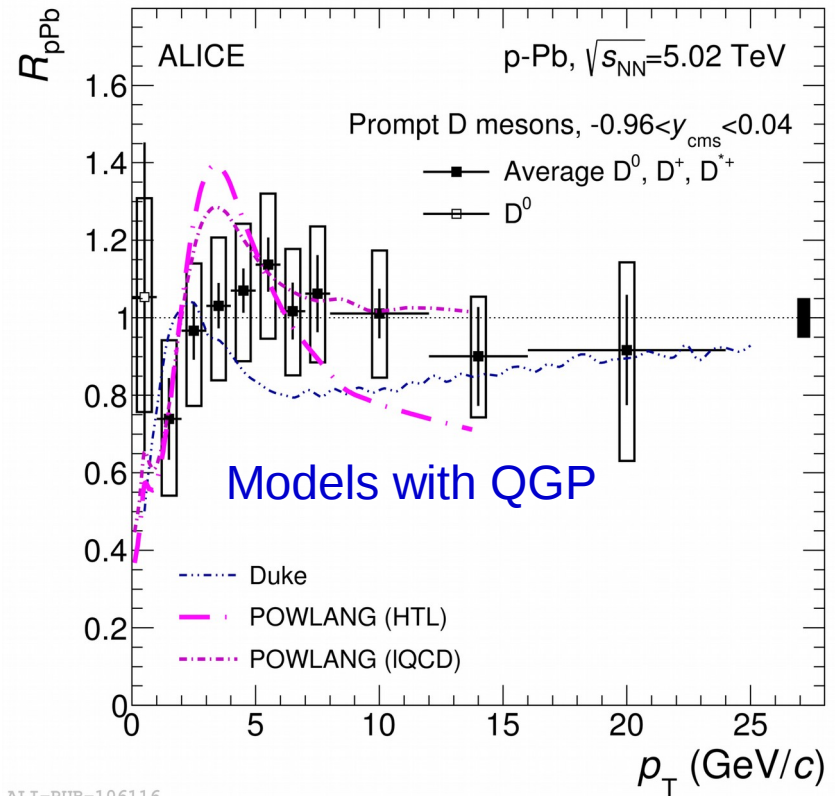 R_pPb
ALICE
p-Pb, √s_NN=5.02 TeV
Prompt D mesons, -0.96<y_cms<0.04
Average D⁰, D⁺, D*⁺
D⁰
1.6
1.4
1.2
1
0.8
0.6
0.4
0.2
0
Models with QGP
Duke
POWLANG (HTL)
POWLANG (lQCD)
0 5 10 15 20 25
p_T (GeV/c)